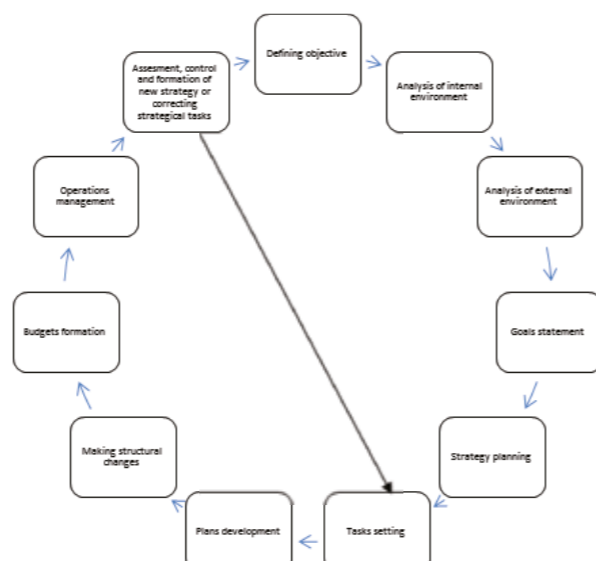 Defining objective
Analysis of internal
environment
Analysis of external
environment
Goals statement
Strategy planning
Tasks setting
Plans development
Making structural
changes
Budgets formation
Operations
management
Assesment, control
and formation of
new strategy or
correcting
strategical tasks